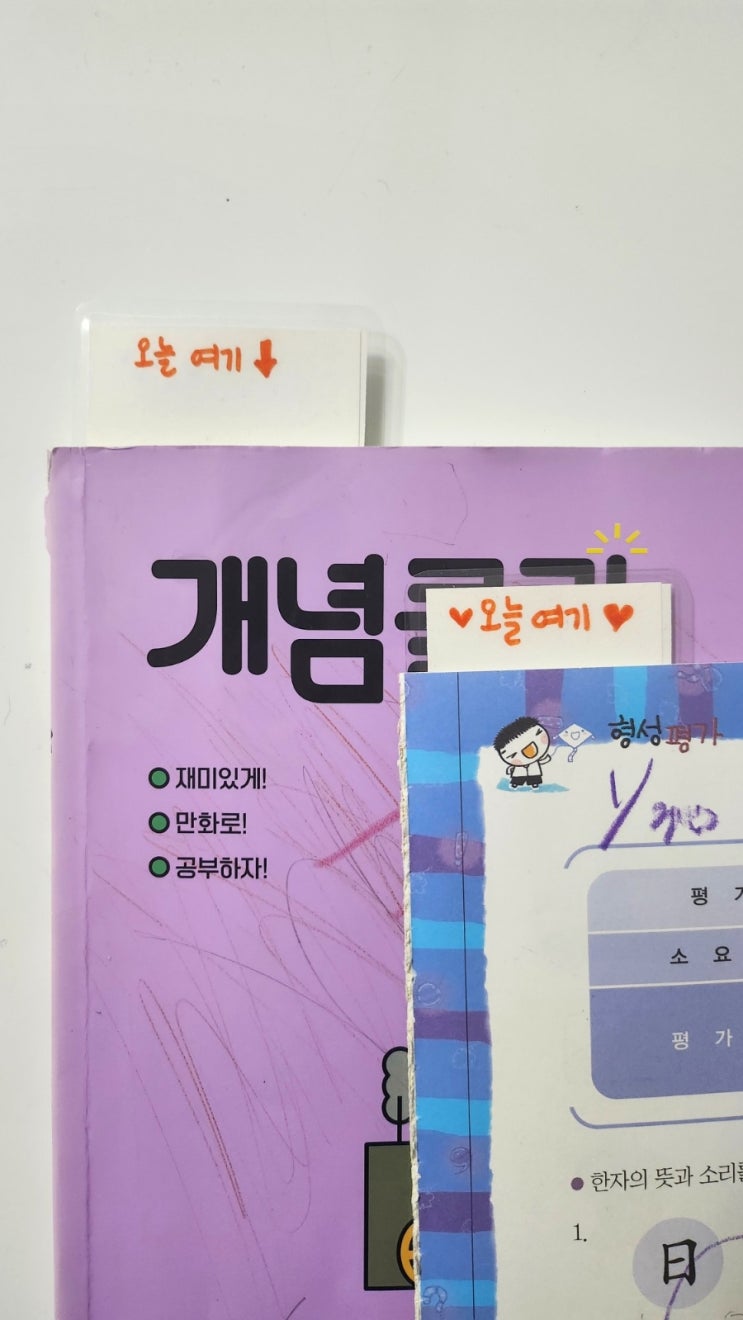 오늘 여기
개념
♥오늘 여기♥
재미있게!
만화로!
공부하자!
형성평가
평
소 요
평 가
한자의 뜻과 소리를
1.
日